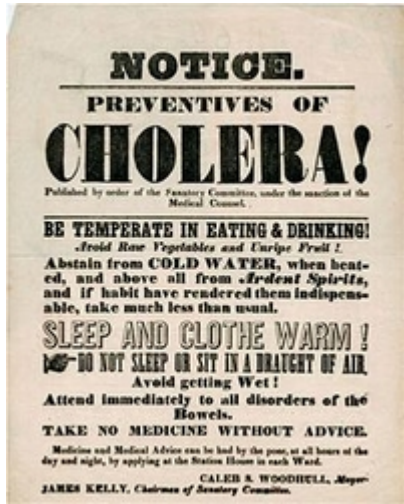 NOTICE.
PREVENTIVES OF
CHOLERA!
Published by order of the Sanatory Committee, under the sanction of the
Medical Counsel.
BE TEMPERATE IN EATING & DRINKING!
Avoid Raw Vegetables and Unripe Fruit!
Abstain from COLD WATER, when heat-
ed, and above all from Ardent Spirits,
and if habit have rendered them indispens-
able, take much less than usual.
SLEEP AND CLOTHE WARM!
DO NOT SLEEP OR SIT IN A DRAUGHT OF AIR,
Avoid getting Wet!
Attend immediately to all disorders of the
Bowels.
TAKE NO MEDICINE WITHOUT ADVICE.
Medicine and Medical Advice can be had by the poor, at all hours of the
day and night, by applying at the Station House in each Ward.
CALEB S. WOODHULL, Mayor
JAMES KELLY, Chairman of Sanatory Committee.